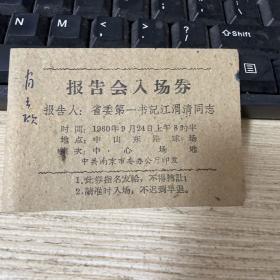 报告会入场券
报告人：省委第一书记江渭清同志
时间：1960年9月24日上午8时半
地点：中山东路球场
席次：中心场地
中共南京市委办公厅印发
1.此券指名发给，不得转让；
2.请准时入场，不迟到早退。